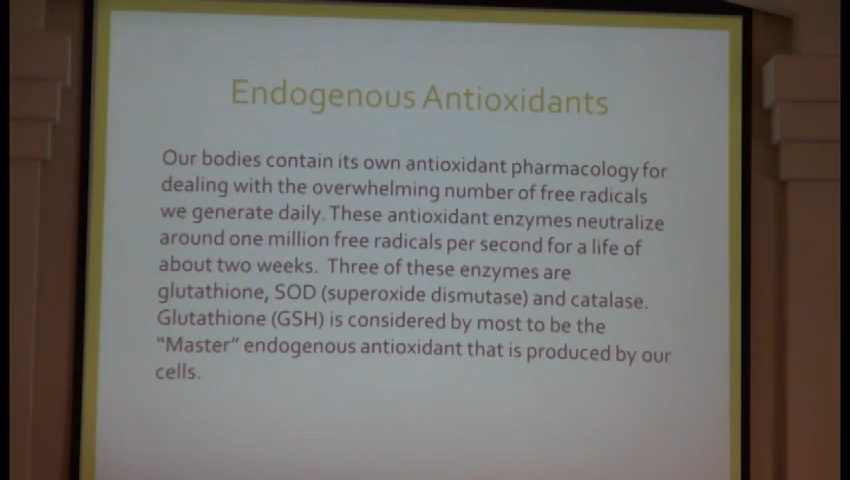 Endogenous Antioxidants
Our bodies contain its own antioxidant pharmacology for
dealing with the overwhelming number of free radicals
we generate daily. These antioxidant enzymes neutralize
around one million free radicals per second for a life of
about two weeks.  Three of these enzymes are
glutathione, SOD (superoxide dismutase) and catalase.
Glutathione (GSH) is considered by most to be the
“Master” endogenous antioxidant that is produced by our
cells.